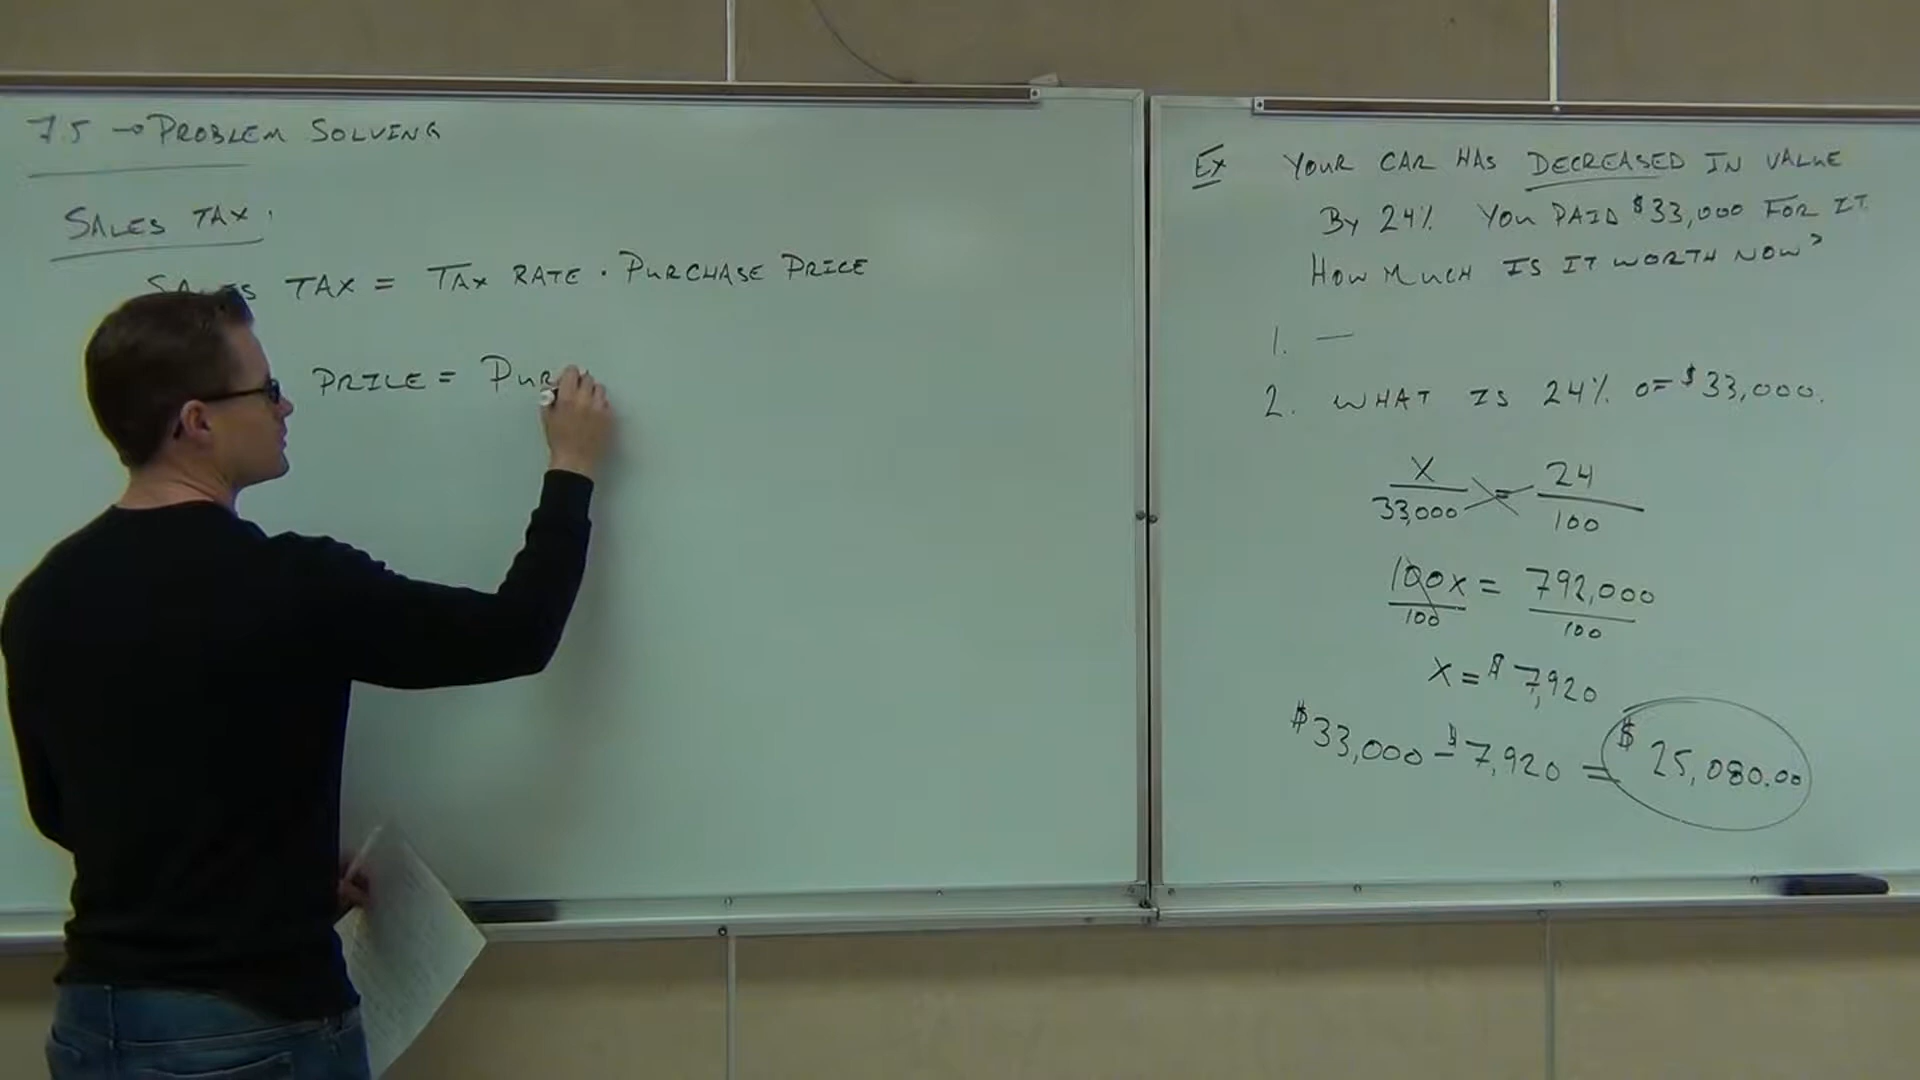 7.5 → PROBLEM SOLVING
SALES TAX.
SALES TAX = TAX RATE · PURCHASE PRICE
PRICE = PUR
Ex YOUR CAR HAS DECREASED IN VALUE
BY 24% YOU PAID $33,000 FOR IT
HOW MUCH IS IT WORTH NOW?
1. —
2. WHAT IS 24% OF $33,000.
X/33,000 = 24/100
100x/100 = 792,000/100
x = $7,920
$33,000 - $7,920 = $25,080.00